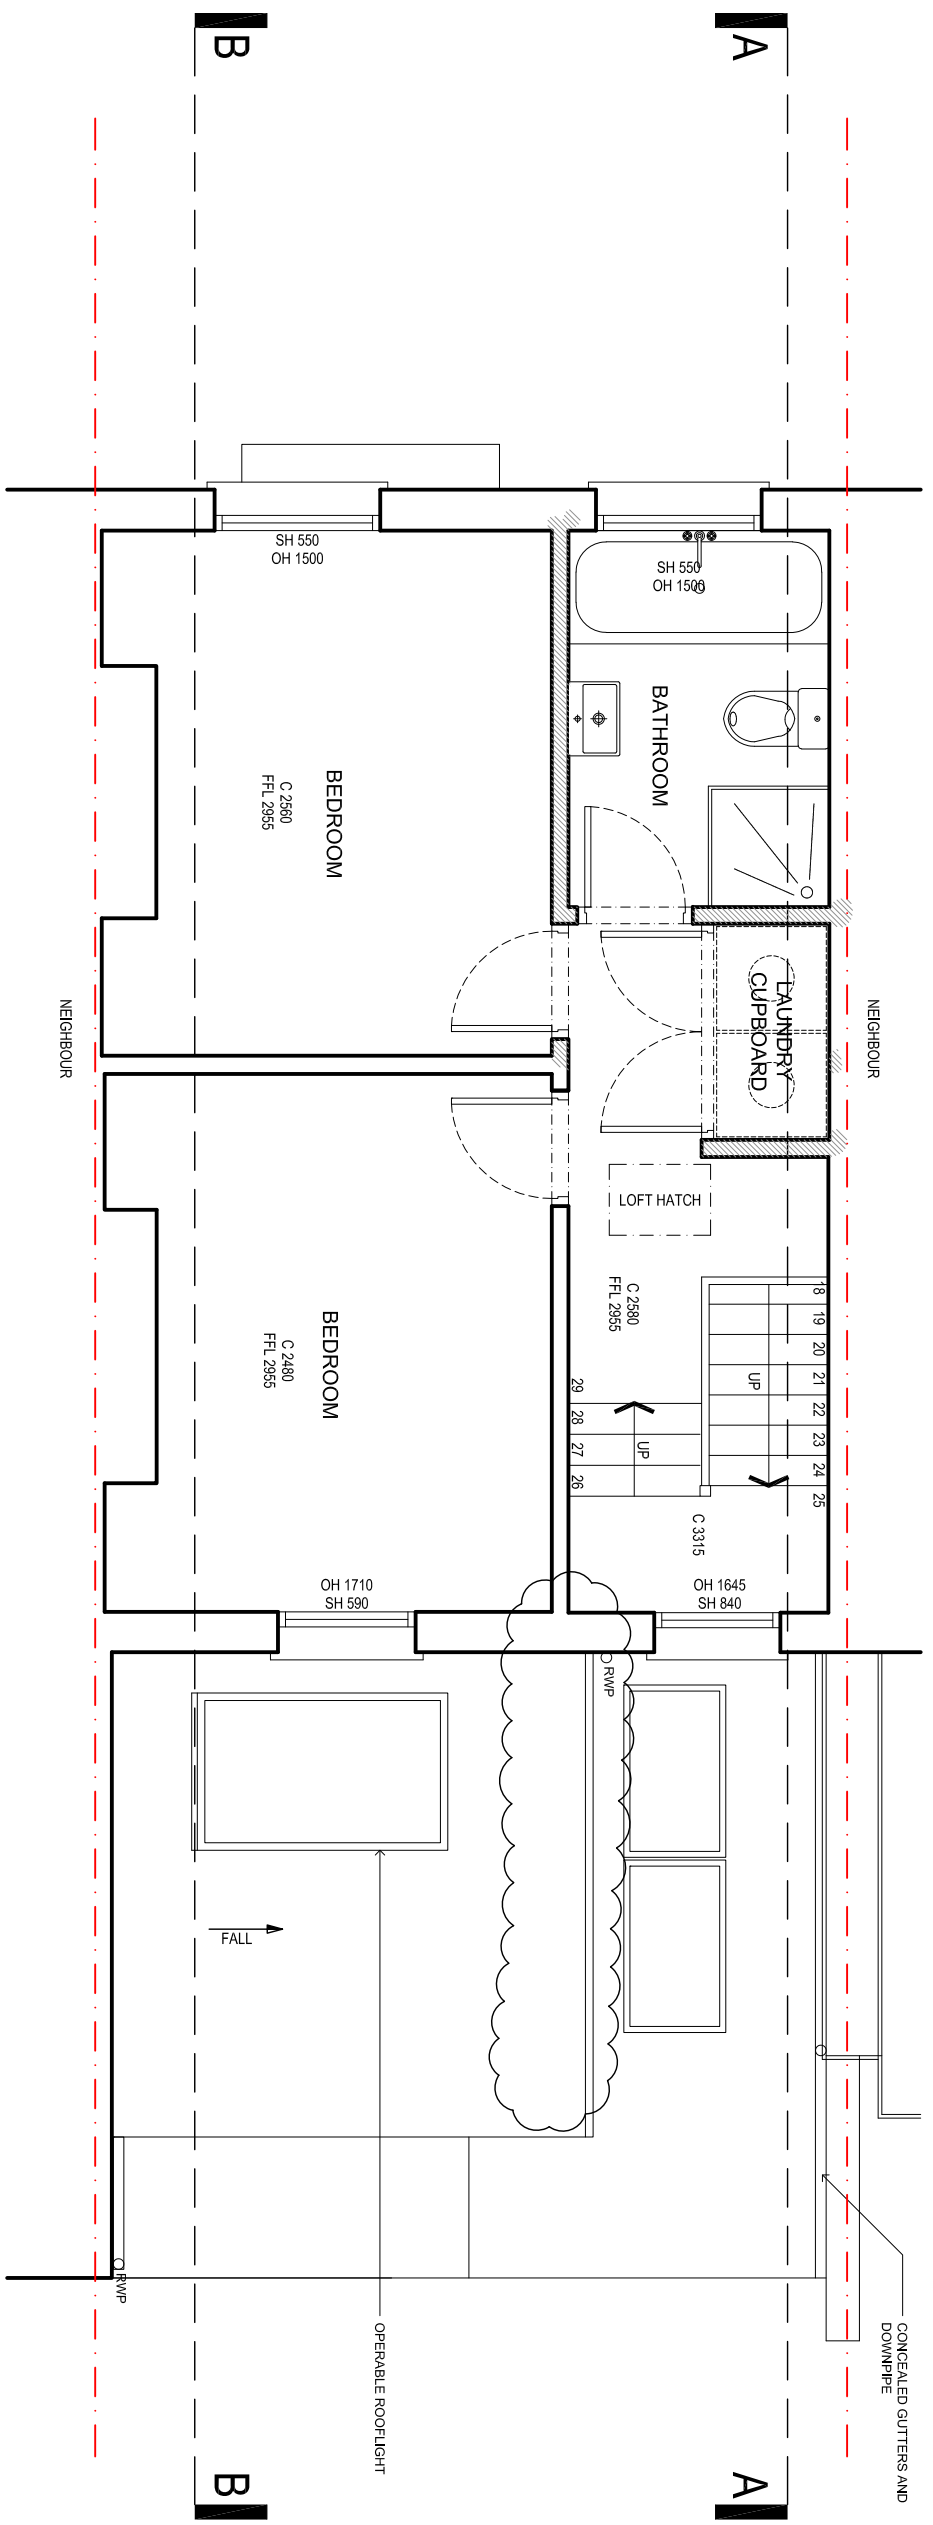 B
A
SH 550
OH 1500
SH 550
OH 1500
BATHROOM
BEDROOM
C 2560
FFL 2955
LAUNDRY
CUPBOARD
NEIGHBOUR
NEIGHBOUR
LOFT HATCH
C 2580
FFL 2955
18
19
20
21
22
23
24
25
UP
29
28
27
26
UP
BEDROOM
C 2480
FFL 2955
C 3315
OH 1710
SH 590
OH 1645
SH 840
RWP
FALL
RWP
OPERABLE ROOFLIGHT
CONCEALED GUTTERS AND
DOWNPIPE
B
A